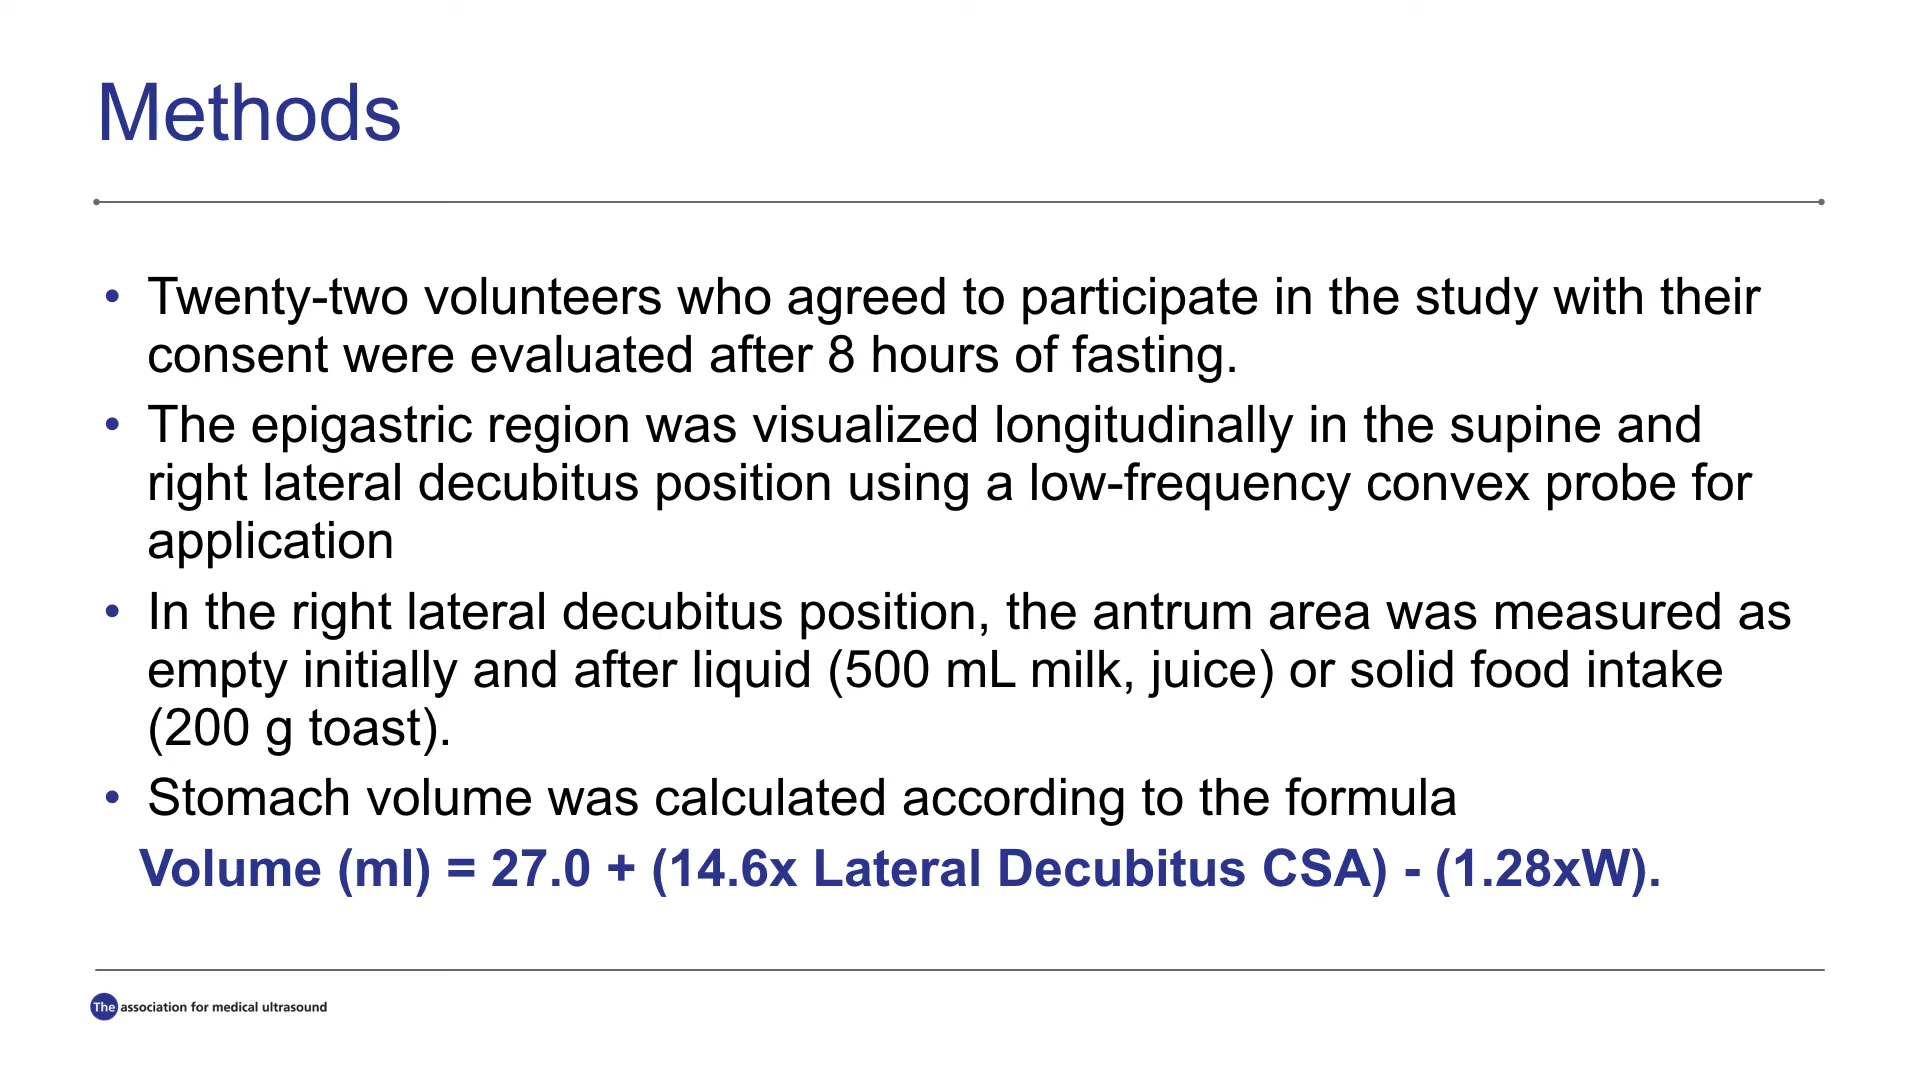 Methods
• Twenty-two volunteers who agreed to participate in the study with their
consent were evaluated after 8 hours of fasting.
• The epigastric region was visualized longitudinally in the supine and
right lateral decubitus position using a low-frequency convex probe for
application
• In the right lateral decubitus position, the antrum area was measured as
empty initially and after liquid (500 mL milk, juice) or solid food intake
(200 g toast).
• Stomach volume was calculated according to the formula
Volume (ml) = 27.0 + (14.6x Lateral Decubitus CSA) - (1.28xW).
The association for medical ultrasound